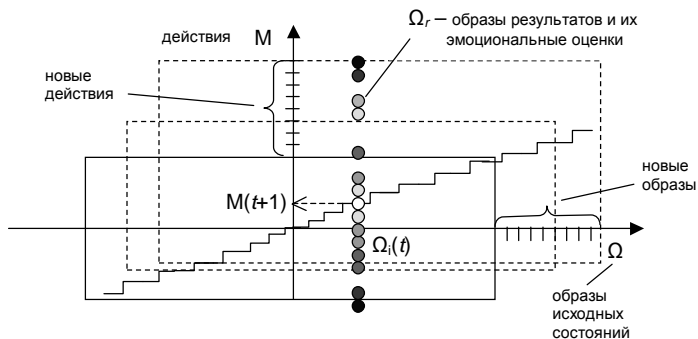 действия
M
Ωr – образы результатов и их
эмоциональные оценки
новые
действия
новые
образы
M(t+1)
Ωi(t)
Ω
образы
исходных
состояний